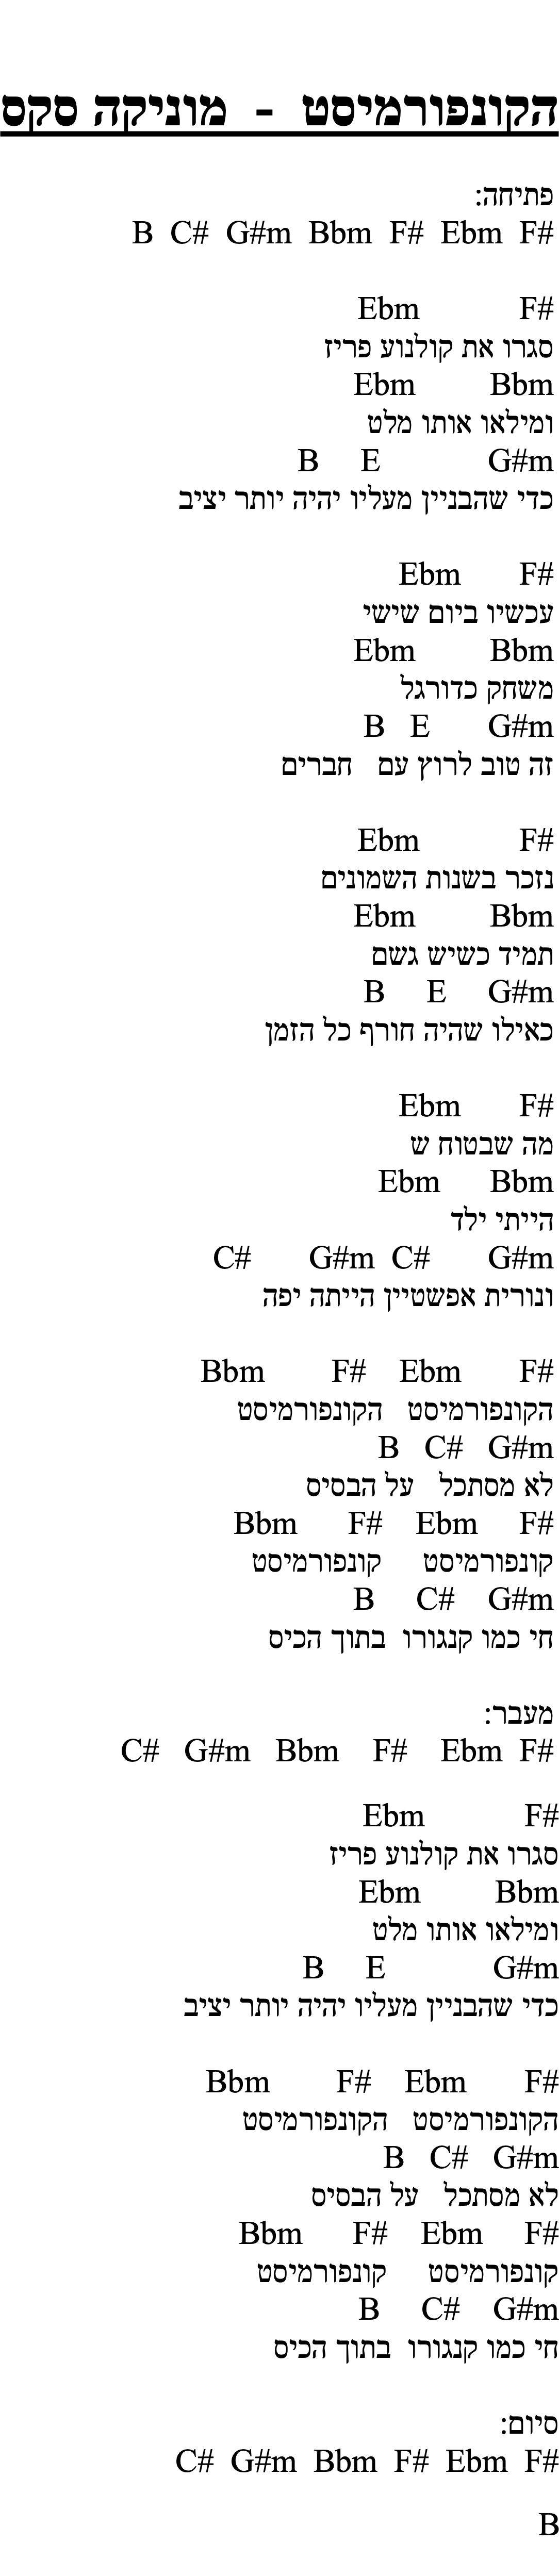 הקונפורמיסט - מוניקה סקס
פתיחה:
B C# G#m Bbm F# Ebm F#
Ebm F#
סגרו את קולנוע פריז
Ebm Bbm
ומילאו אותו מלט
B E G#m
כדי שהבניין מעליו יהיה יותר יציב
Ebm F#
עכשיו ביום שישי
Ebm Bbm
משחק כדורגל
B E G#m
זה טוב לרוץ עם חברים
Ebm F#
נזכר בשנות השמונים
Ebm Bbm
תמיד כשיש גשם
B E G#m
כאילו שהיה חורף כל הזמן
Ebm F#
מה שבטוח ש
Ebm Bbm
הייתי ילד
C# G#m C# G#m
ונורית אפשטיין הייתה יפה
Bbm F# Ebm F#
הקונפורמיסט הקונפורמיסט
B C# G#m
לא מסתכל על הבסיס
Bbm F# Ebm F#
קונפורמיסט קונפורמיסט
B C# G#m
חי כמו קנגורו בתוך הכיס
מעבר:
C# G#m Bbm F# Ebm F#
Ebm F#
סגרו את קולנוע פריז
Ebm Bbm
ומילאו אותו מלט
B E G#m
כדי שהבניין מעליו יהיה יותר יציב
Bbm F# Ebm F#
הקונפורמיסט הקונפורמיסט
B C# G#m
לא מסתכל על הבסיס
Bbm F# Ebm F#
קונפורמיסט קונפורמיסט
B C# G#m
חי כמו קנגורו בתוך הכיס
סיום:
C# G#m Bbm F# Ebm F#
B